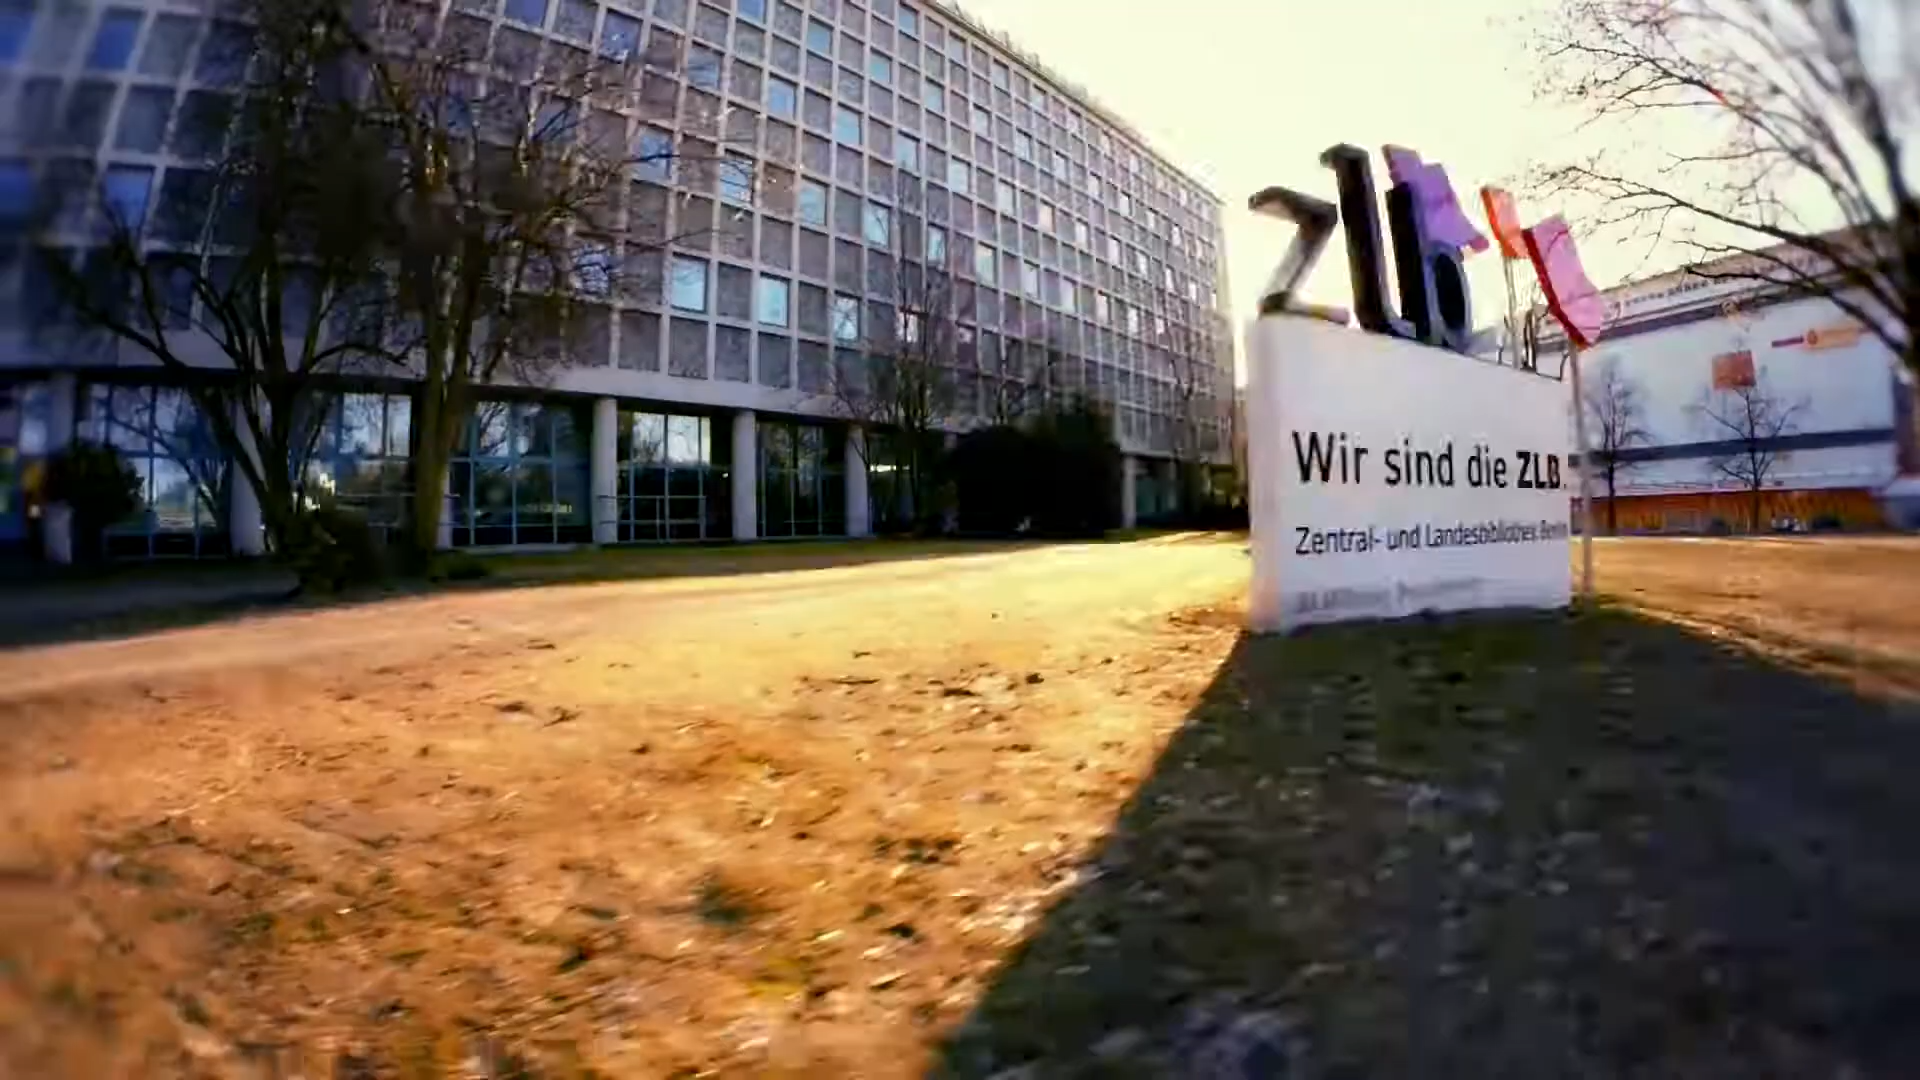 zlb
Wir sind die ZLB.
Zentral- und Landesbibliothek Berlin